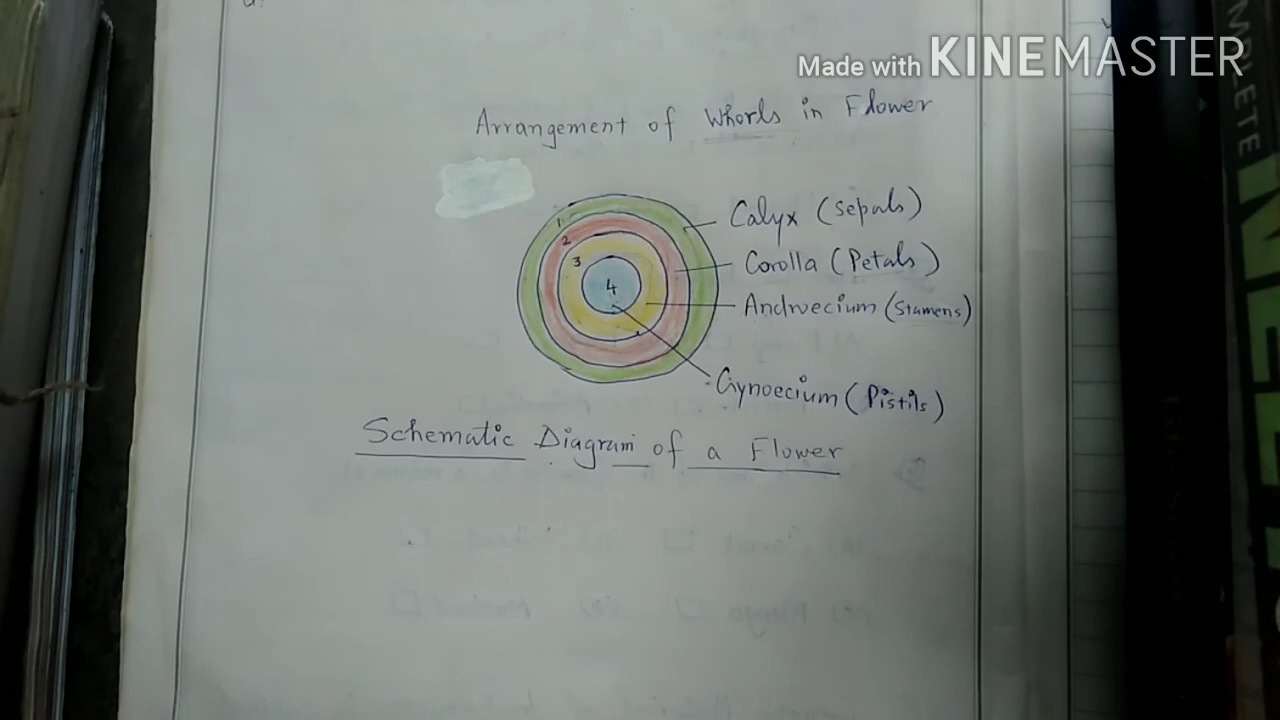 Made with KINEMASTER
Arrangement of Whorls in Flower
1
2
3
4
Calyx (Sepals)
Corolla (Petals)
Androecium (Stamens)
Gynoecium (Pistils)
Schematic Diagram of a Flower